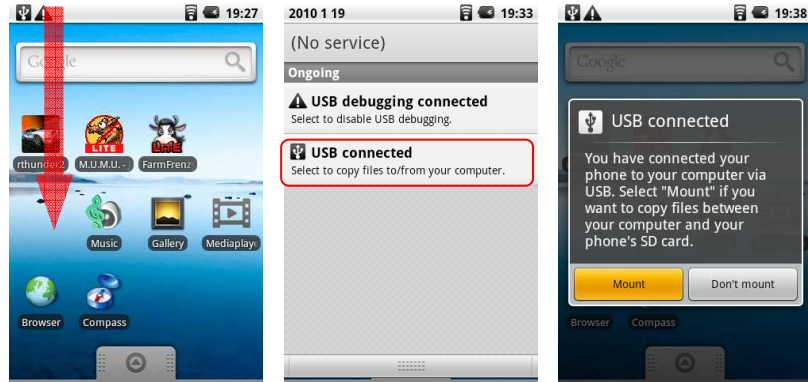 19:27
Google
LITE
rthunder2
M.U.M.U. -
FarmFrenz
Music
Gallery
Mediaplaye
Browser
Compass
2010 1 19
19:33
(No service)
Ongoing
USB debugging connected
Select to disable USB debugging.
USB connected
Select to copy files to/from your computer.
19:38
Google
USB connected
You have connected your
phone to your computer via
USB. Select "Mount" if you
want to copy files between
your computer and your
phone's SD card.
Mount
Don't mount
Browser
Compass